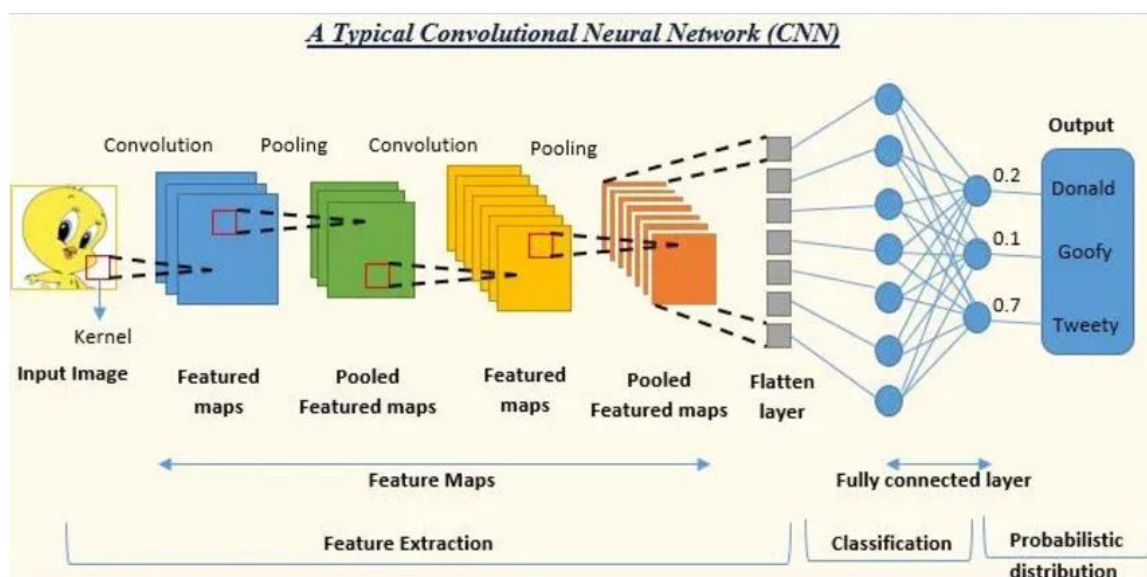 A Typical Convolutional Neural Network (CNN)
Convolution
Pooling
Convolution
Pooling
Output
0.2
Donald
0.1
Goofy
0.7
Tweety
Kernel
Input Image
Featured
maps
Pooled
Featured maps
Featured
maps
Pooled
Featured maps
Flatten
layer
Feature Maps
Fully connected layer
Feature Extraction
Classification
Probabilistic
distribution